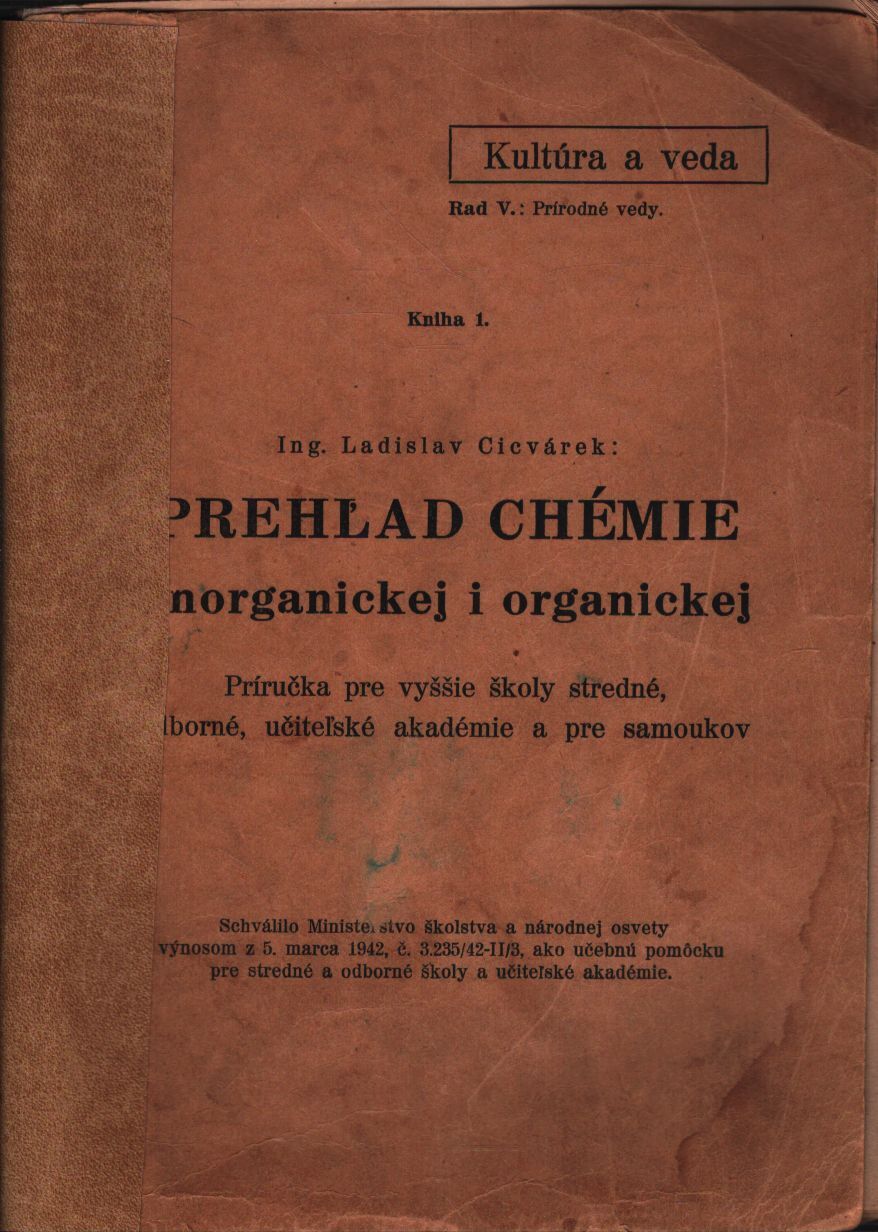 Kultúra a veda
Rad V.: Prírodné vedy.
Kniha 1.
Ing. Ladislav Cicvárek:
PREHĽAD CHÉMIE
norganickej i organickej
Príručka pre vyššie školy stredné,
borné, učiteľské akadémie a pre samoukov
Schválilo Ministerstvo školstva a národnej osvety
výnosom z 5. marca 1942, č. 3.235/42-II/3, ako učebnú pomôcku
pre stredné a odborné školy a učiteľské akadémie.